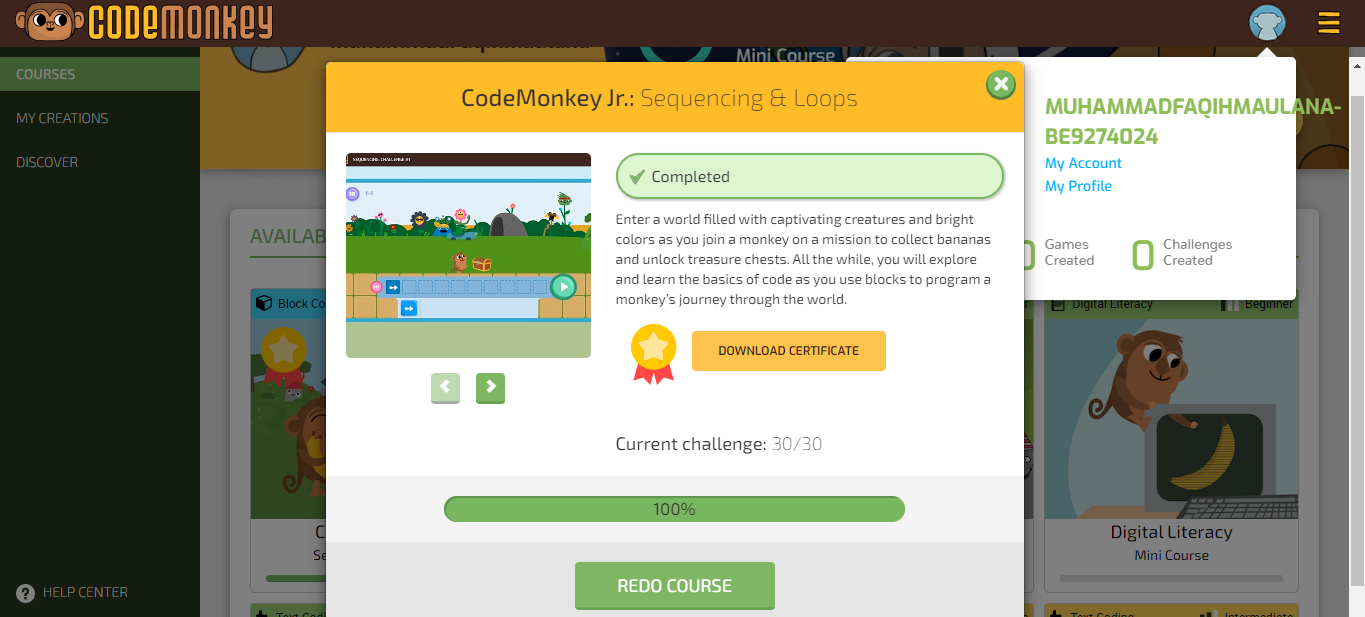 CODEMONKEY
COURSES
MY CREATIONS
DISCOVER
HELP CENTER
Mini Course
CodeMonkey Jr.: Sequencing & Loops
SEQUENCING CHALLENGE #1
Completed
Enter a world filled with captivating creatures and bright
colors as you join a monkey on a mission to collect bananas
and unlock treasure chests. All the while, you will explore
and learn the basics of code as you use blocks to program a
monkey's journey through the world.
DOWNLOAD CERTIFICATE
Current challenge: 30/30
100%
REDO COURSE
MUHAMMADFAQIHMAULANA-
BE9274024
My Account
My Profile
0 Games
Created
0 Challenges
Created
AVAILAB
Block Co
Digital Literacy
Beginner
Digital Literacy
Mini Course
Text Coding
Intermediate